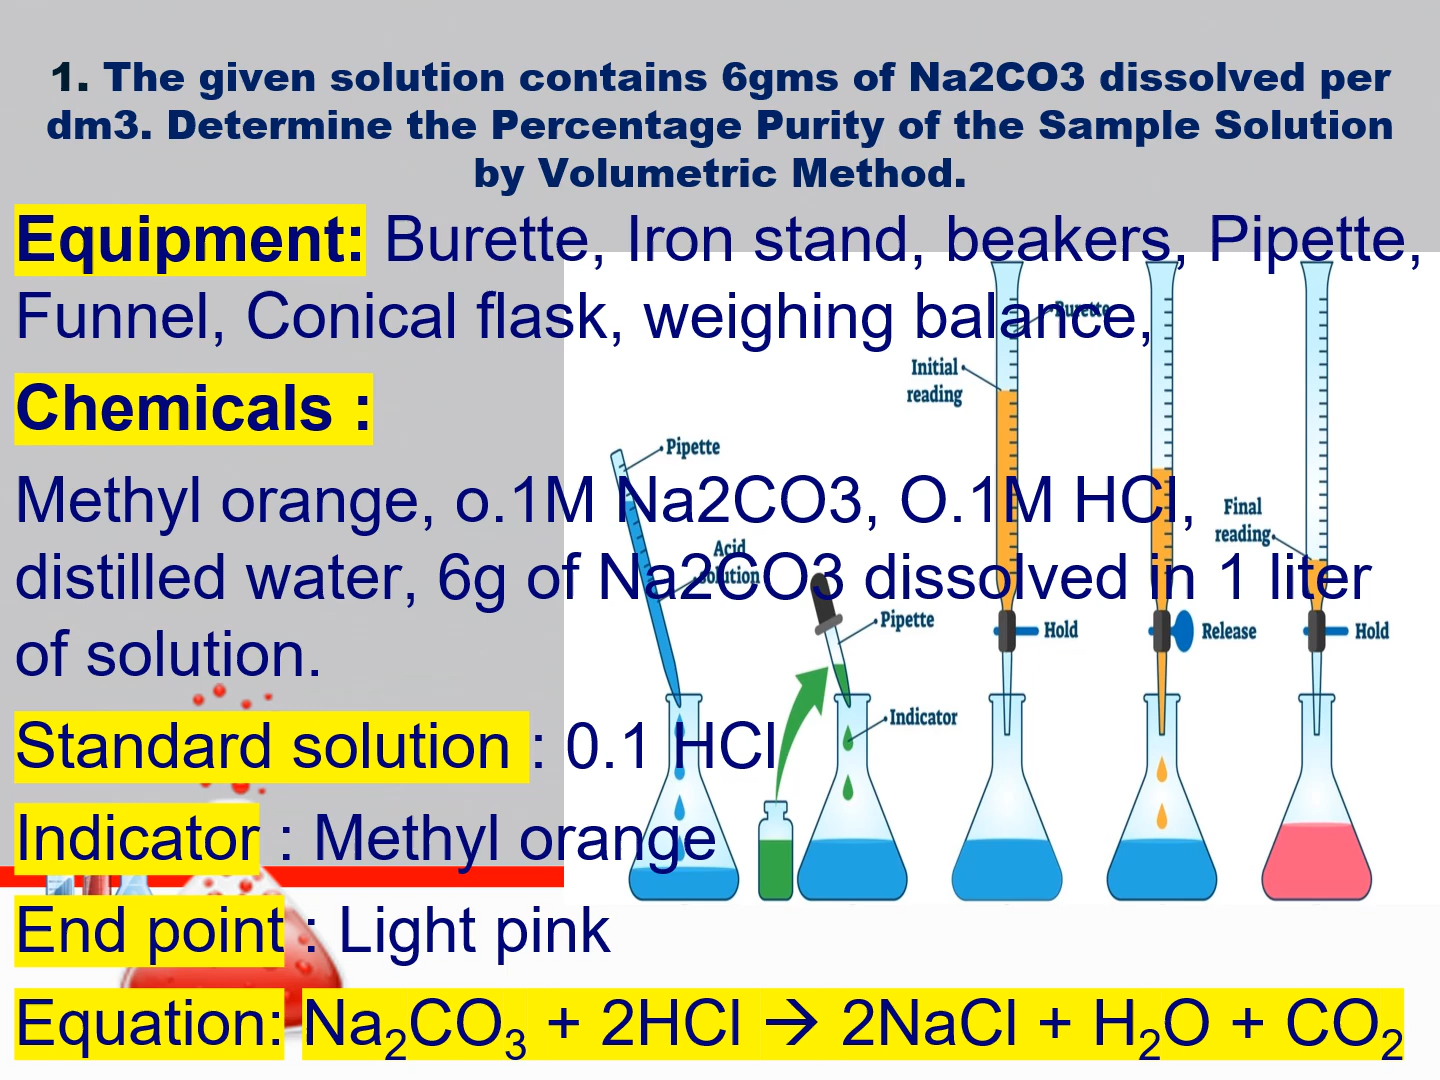 1. The given solution contains 6gms of Na2CO3 dissolved per
dm3. Determine the Percentage Purity of the Sample Solution
by Volumetric Method.
Equipment: Burette, Iron stand, beakers, Pipette,
Funnel, Conical flask, weighing balance,
Burette
Initial
reading
Chemicals :
Pipette
Methyl orange, o.1M Na2CO3, O.1M HCl,
Final
reading
Acid
solution
distilled water, 6g of Na2CO3 dissolved in 1 liter
Pipette
Hold
Release
Hold
of solution.
Indicator
Standard solution : 0.1 HCl
Indicator : Methyl orange
End point : Light pink
Equation: Na₂CO₃ + 2HCl → 2NaCl + H₂O + CO₂